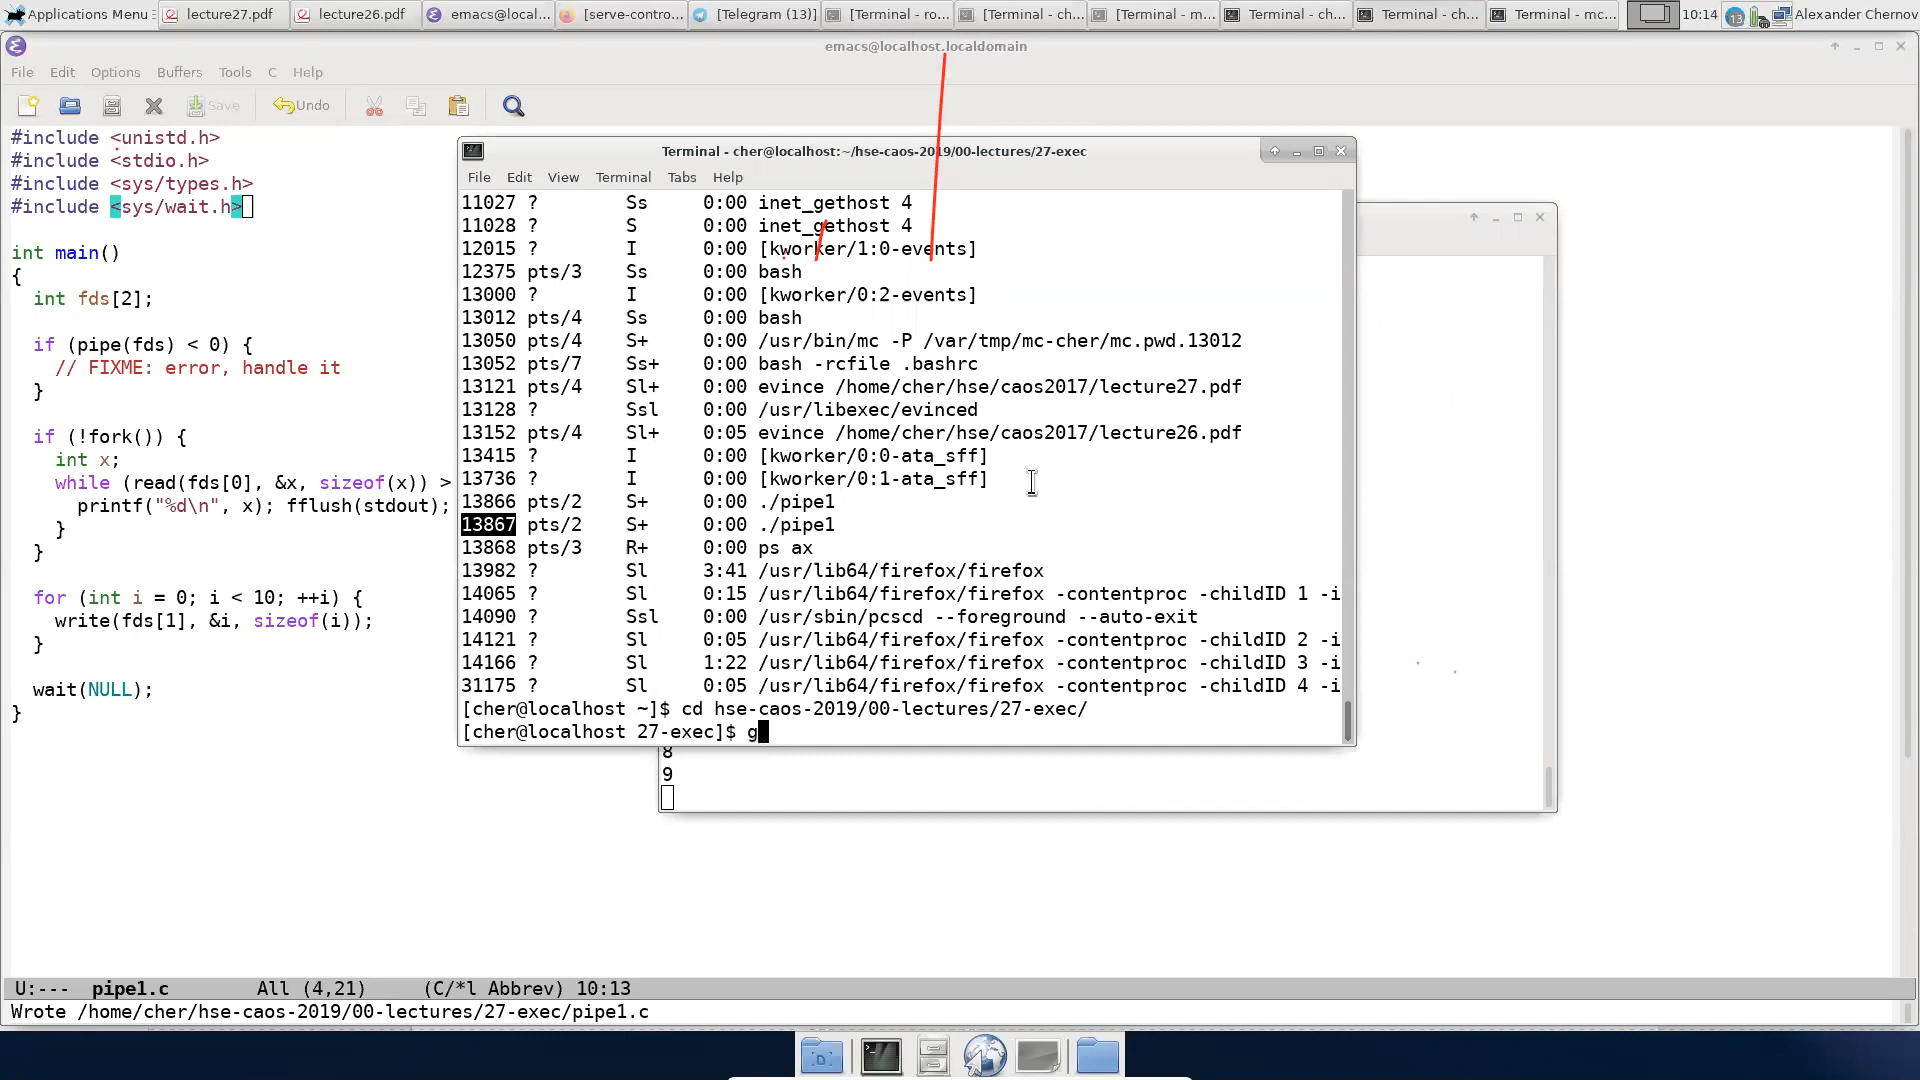 Applications Menu
lecture27.pdf
lecture26.pdf
emacs@local...
[serve-contro...
[Telegram (13)]
[Terminal - ro...
[Terminal - ch...
[Terminal - m...
Terminal - ch...
Terminal - ch...
Terminal - mc...
10:14
13
Alexander Chernov
emacs@localhost.localdomain
File Edit Options Buffers Tools C Help
Save
Undo
#include <unistd.h>
#include <stdio.h>
#include <sys/types.h>
#include <sys/wait.h>
int main()
{
int fds[2];
if (pipe(fds) < 0) {
// FIXME: error, handle it
}
if (!fork()) {
int x;
while (read(fds[0], &x, sizeof(x)) >
printf("%d\n", x); fflush(stdout);
}
}
for (int i = 0; i < 10; ++i) {
write(fds[1], &i, sizeof(i));
}
wait(NULL);
}
Terminal - cher@localhost:~/hse-caos-2019/00-lectures/27-exec
File Edit View Terminal Tabs Help
11027 ? Ss 0:00 inet_gethost 4
11028 ? S 0:00 inet_gethost 4
12015 ? I 0:00 [kworker/1:0-events]
12375 pts/3 Ss 0:00 bash
13000 ? I 0:00 [kworker/0:2-events]
13012 pts/4 Ss 0:00 bash
13050 pts/4 S+ 0:00 /usr/bin/mc -P /var/tmp/mc-cher/mc.pwd.13012
13052 pts/7 Ss+ 0:00 bash -rcfile .bashrc
13121 pts/4 Sl+ 0:00 evince /home/cher/hse/caos2017/lecture27.pdf
13128 ? Ssl 0:00 /usr/libexec/evinced
13152 pts/4 Sl+ 0:05 evince /home/cher/hse/caos2017/lecture26.pdf
13415 ? I 0:00 [kworker/0:0-ata_sff]
13736 ? I 0:00 [kworker/0:1-ata_sff]
13866 pts/2 S+ 0:00 ./pipe1
13867 pts/2 S+ 0:00 ./pipe1
13868 pts/3 R+ 0:00 ps ax
13982 ? Sl 3:41 /usr/lib64/firefox/firefox
14065 ? Sl 0:15 /usr/lib64/firefox/firefox -contentproc -childID 1 -i
14090 ? Ssl 0:00 /usr/sbin/pcscd --foreground --auto-exit
14121 ? Sl 0:05 /usr/lib64/firefox/firefox -contentproc -childID 2 -i
14166 ? Sl 1:22 /usr/lib64/firefox/firefox -contentproc -childID 3 -i
31175 ? Sl 0:05 /usr/lib64/firefox/firefox -contentproc -childID 4 -i
[cher@localhost ~]$ cd hse-caos-2019/00-lectures/27-exec/
[cher@localhost 27-exec]$ g
8
9
U:--- pipe1.c All (4,21) (C/*l Abbrev) 10:13
Wrote /home/cher/hse-caos-2019/00-lectures/27-exec/pipe1.c